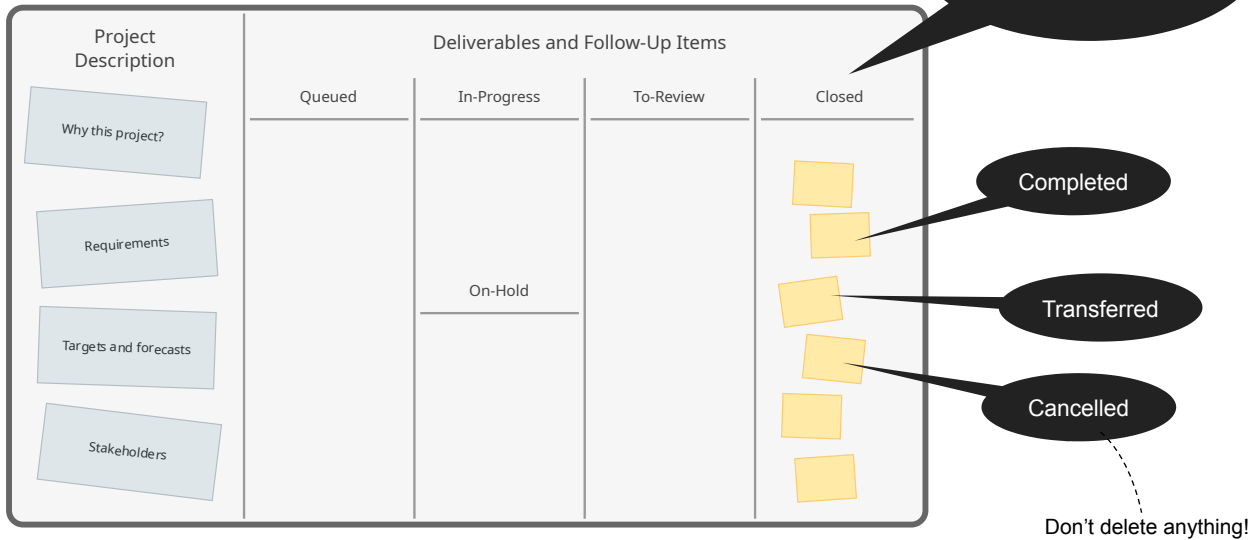 Project
Description
Deliverables and Follow-Up Items
Queued
In-Progress
To-Review
Closed
Why this project?
Requirements
Targets and forecasts
Stakeholders
On-Hold
Completed
Transferred
Cancelled
Don’t delete anything!